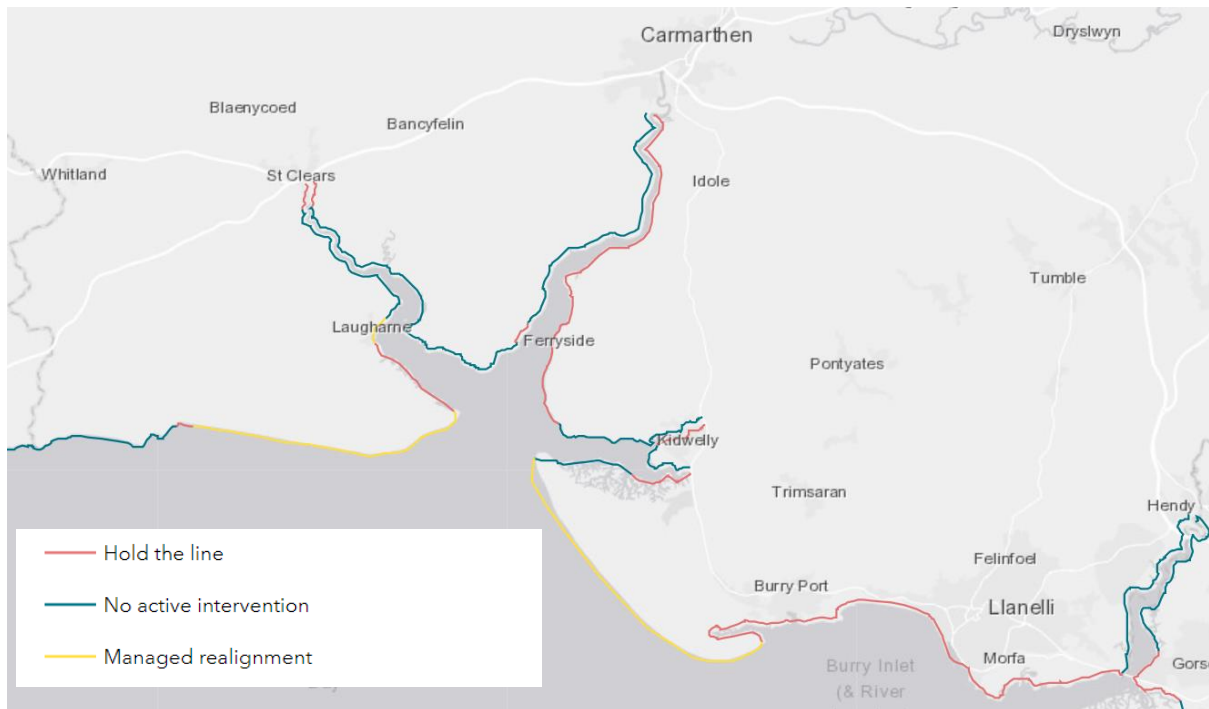 Carmarthen
Dryslwyn
Blaenycoed
Bancyfelin
Whitland
St Clears
Idole
Tumble
Laugharne
Ferryside
Pontyates
Kidwelly
Trimsaran
Hendy
Felinfoel
Burry Port
Llanelli
Morfa
Burry Inlet
(& River
Hold the line
No active intervention
Managed realignment